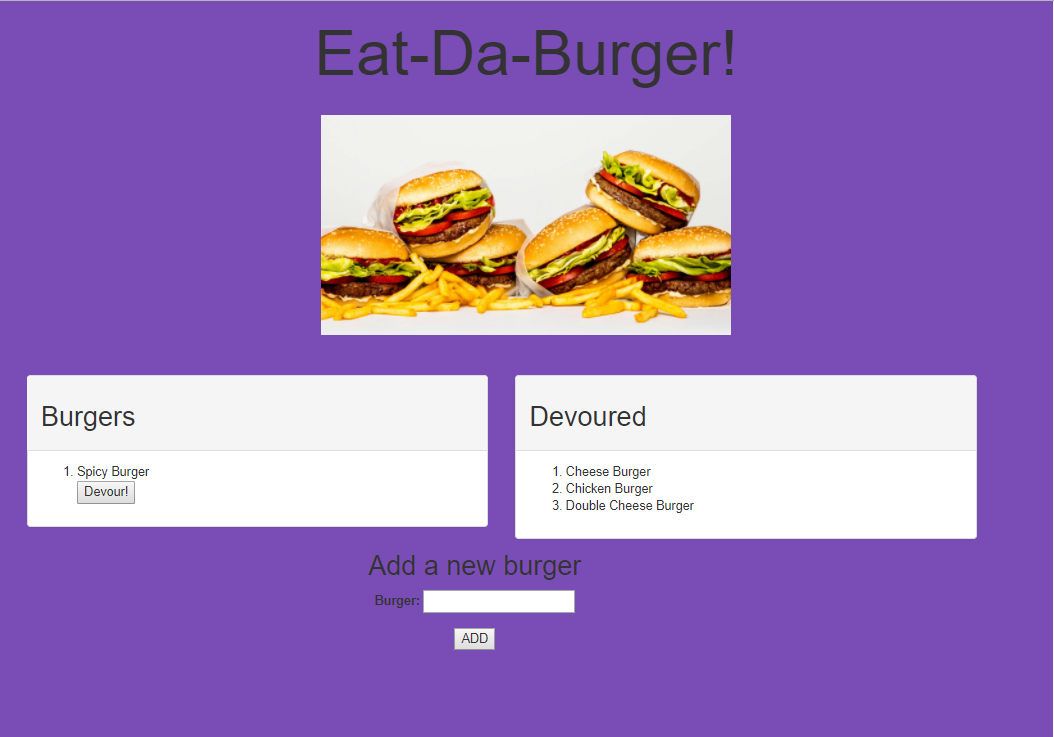 Eat-Da-Burger!
Burgers
1. Spicy Burger
Devour!
Devoured
1. Cheese Burger
2. Chicken Burger
3. Double Cheese Burger
Add a new burger
Burger:
ADD